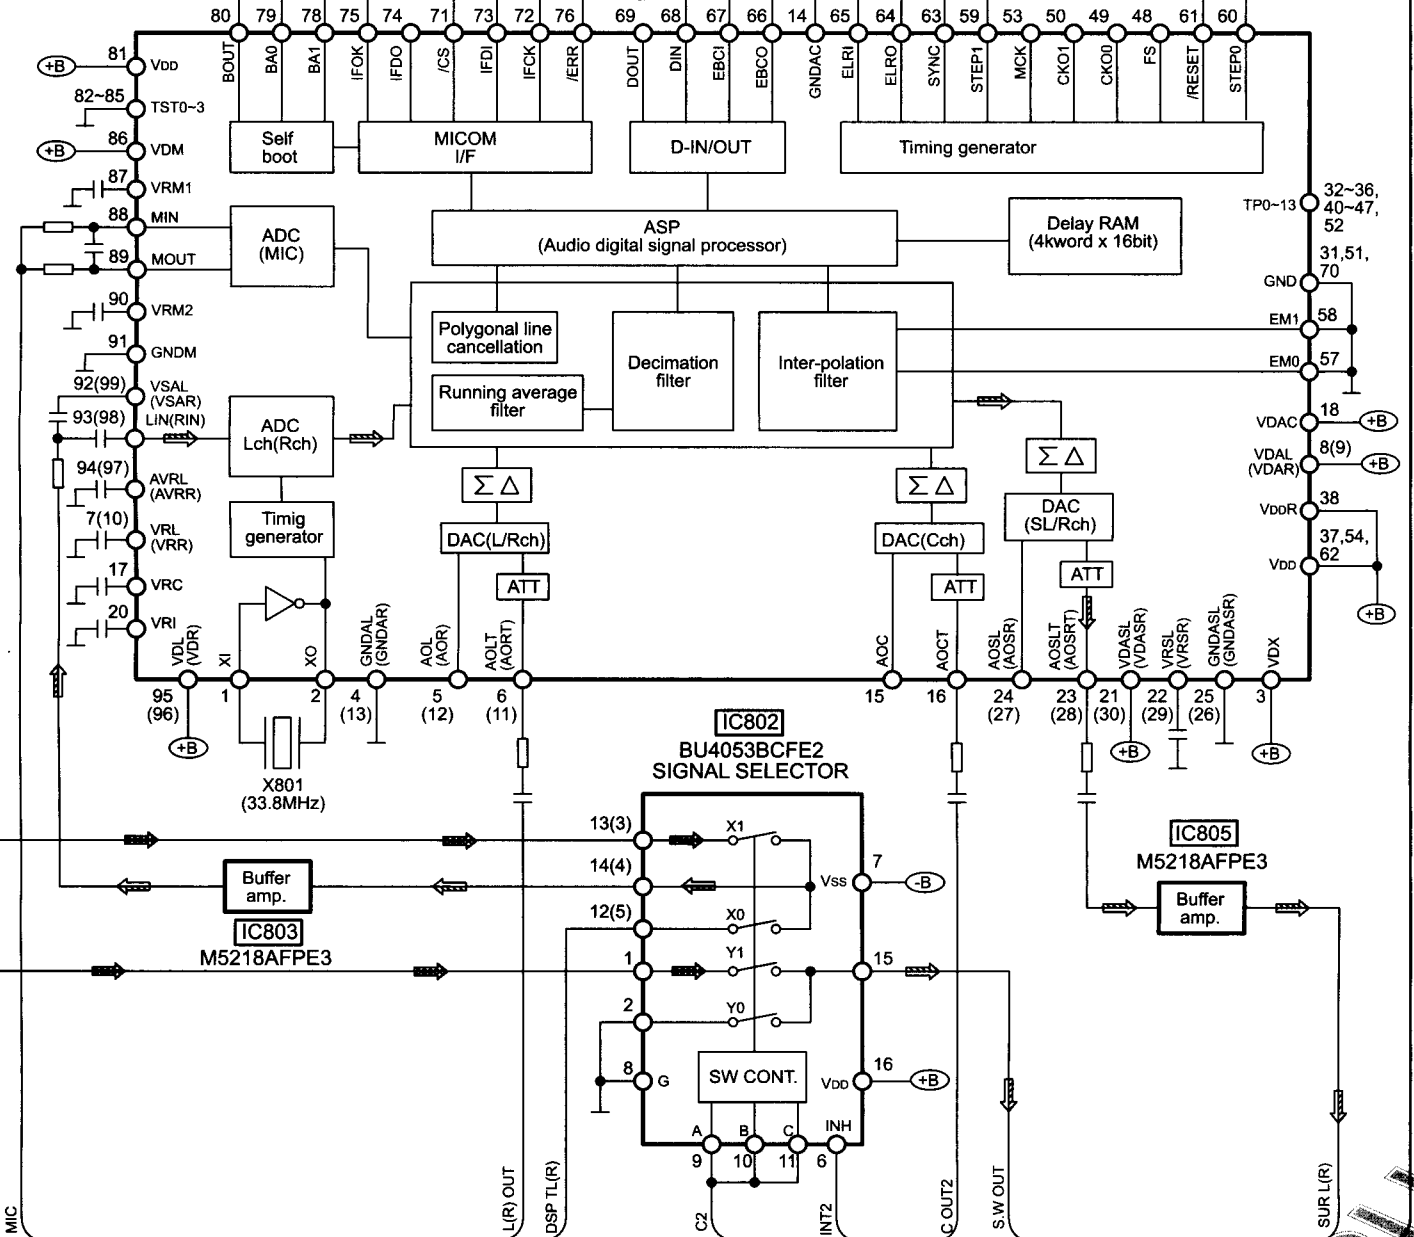 80 79 78 75 74 71 73 72 76 69 68 67 66 14 65 64 63 59 53 50 49 48 61 60
BOUT BA0 BA1 IFOK IFDO /CS IFDI IFCK /ERR DOUT DIN EBCI EBCO GNDAC ELRI ELRO SYNC STEP1 MCK CKO1 CKO0 FS /RESET STEP0
81 +B VDD
82~85 TST0~3
86 +B VDM
87 VRM1
88 MIN
89 MOUT
90 VRM2
91 GNDM
92(99) VSAL
(VSAR)
93(98) LIN(RIN)
94(97) AVRL
(AVRR)
7(10) VRL
(VRR)
17 VRC
20 VRI
Self
boot
MICOM
I/F
D-IN/OUT
Timing generator
ADC
(MIC)
ASP
(Audio digital signal processor)
Delay RAM
(4kword x 16bit)
Polygonal line
cancellation
Running average
filter
Decimation
filter
Inter-polation
filter
ADC
Lch(Rch)
Timig
generator
Σ Δ
DAC(L/Rch)
ATT
Σ Δ
DAC(Cch)
ATT
Σ Δ
DAC
(SL/Rch)
ATT
TP0~13 32~36,
40~47,
52
31,51,
70
GND
EM1 58
EM0 57
VDAC 18 +B
VDAL 8(9)
(VDAR) +B
VDDR 38
37,54,
62
VDD
+B
VDL
(VDR)
XI
XO
GNDAL
(GNDAR)
AOL
(AOR)
AOLT
(AORT)
AOC
AOCT
AOSL
(AOSR)
AOSLT
(AOSRT)
VDASL
(VDASR)
VRSL
(VRSR)
GNDASL
(GNDASR)
VDX
95 1 2 4 5 6 15 16 24 23 21 22 25 3
(96) (13) (12) (11) (27) (28) (30) (29) (26)
+B +B +B
X801
(33.8MHz)
IC802
BU4053BCFE2
SIGNAL SELECTOR
13(3) X1
14(4)
12(5) X0
1 Y1
2 Y0
8 G
7 VSS -B
15
16 VDD +B
SW CONT.
A B C INH
9 10 11 6
Buffer
amp.
IC803
M5218AFPE3
IC805
M5218AFPE3
Buffer
amp.
MIC
L(R) OUT
DSP TL(R)
C2
INT2
C OUT2
S.W OUT
SUR L(R)